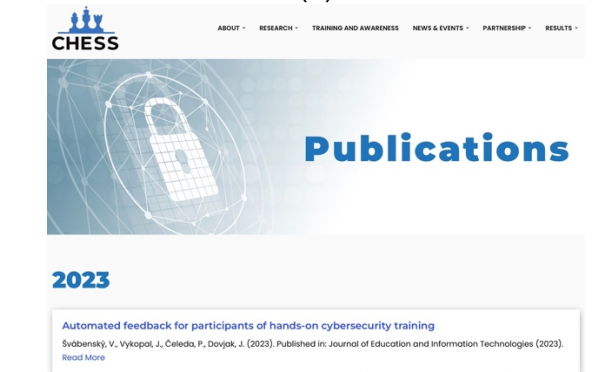 CHESS
ABOUT RESEARCH TRAINING AND AWARENESS NEWS & EVENTS PARTNERSHIP RESULTS
Publications
2023
Automated feedback for participants of hands-on cybersecurity training
Švábenský, V., Vykopal, J., Čeleda, P., Dovjak, J. (2023). Published in: Journal of Education and Information Technologies (2023).
Read More